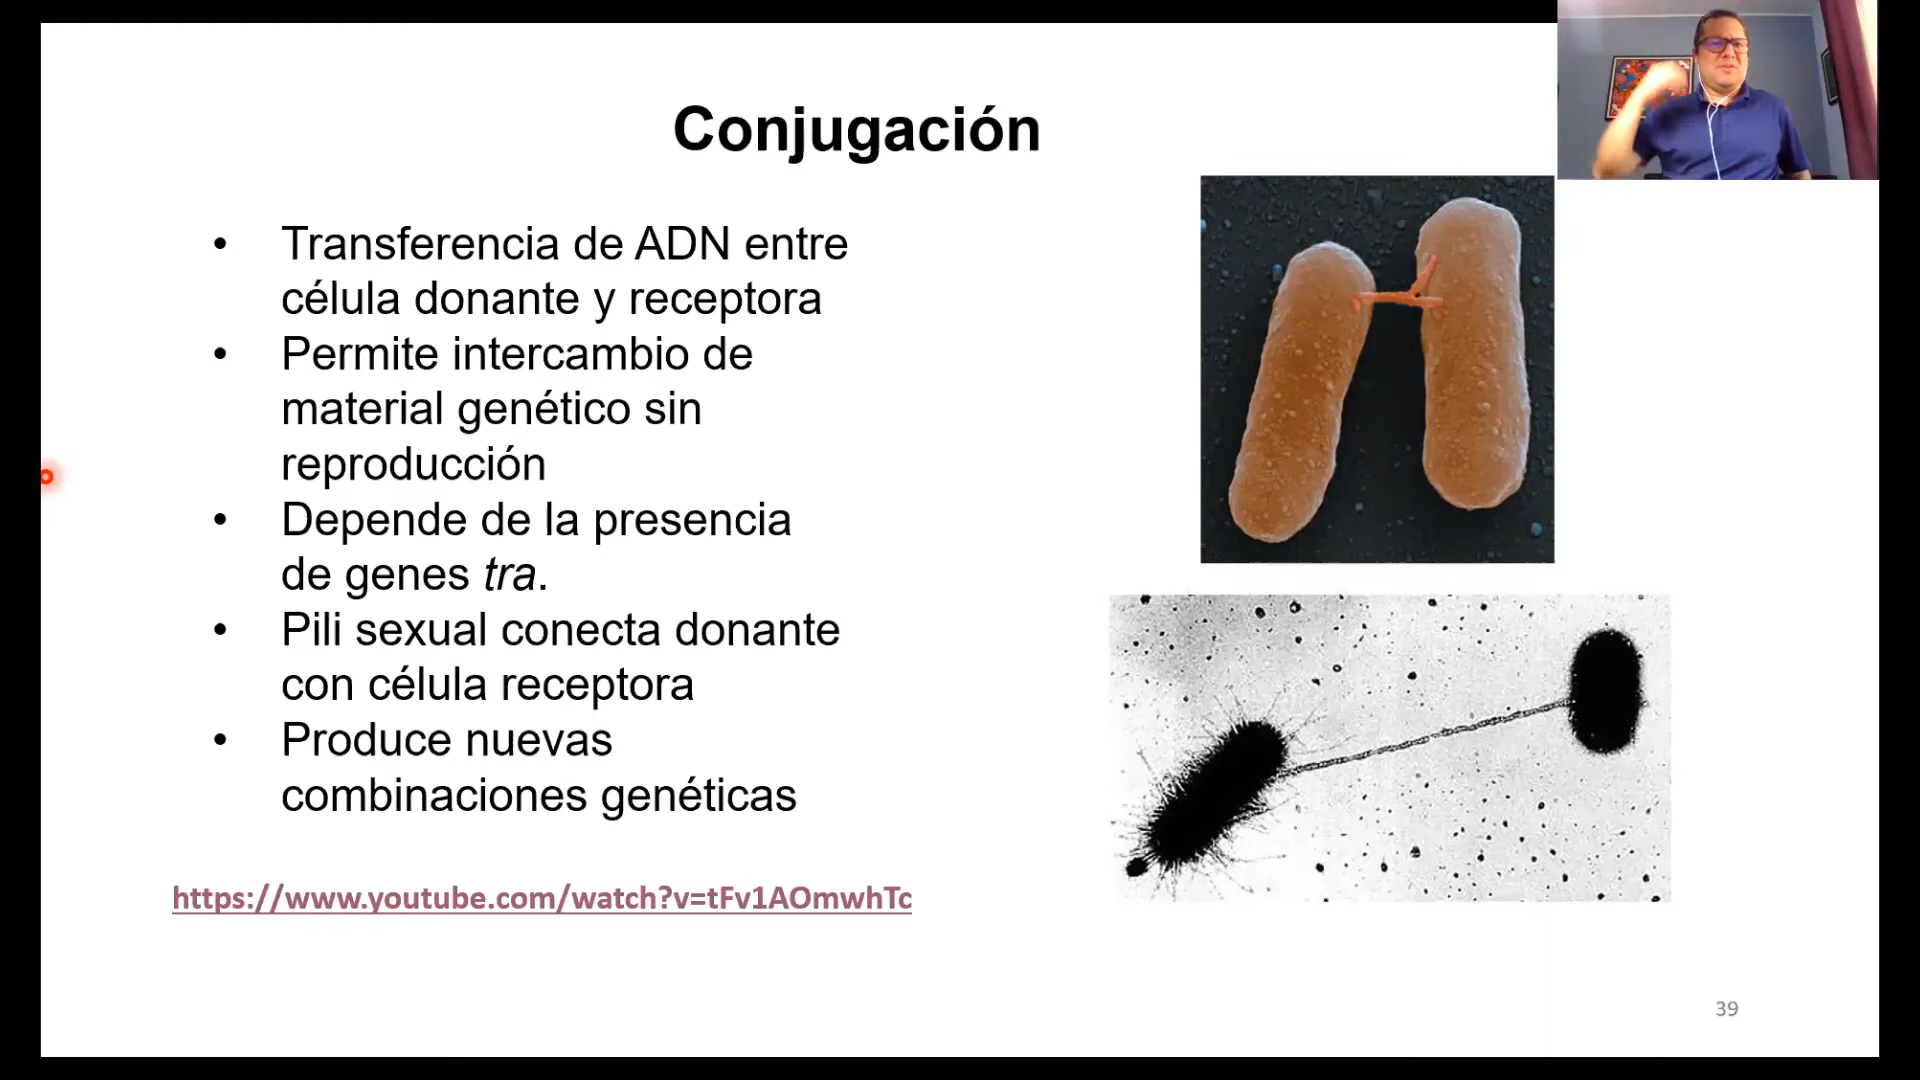 Conjugación
• Transferencia de ADN entre
célula donante y receptora
• Permite intercambio de
material genético sin
reproducción
• Depende de la presencia
de genes tra.
• Pili sexual conecta donante
con célula receptora
• Produce nuevas
combinaciones genéticas
https://www.youtube.com/watch?v=tFv1AOmwhTc
39